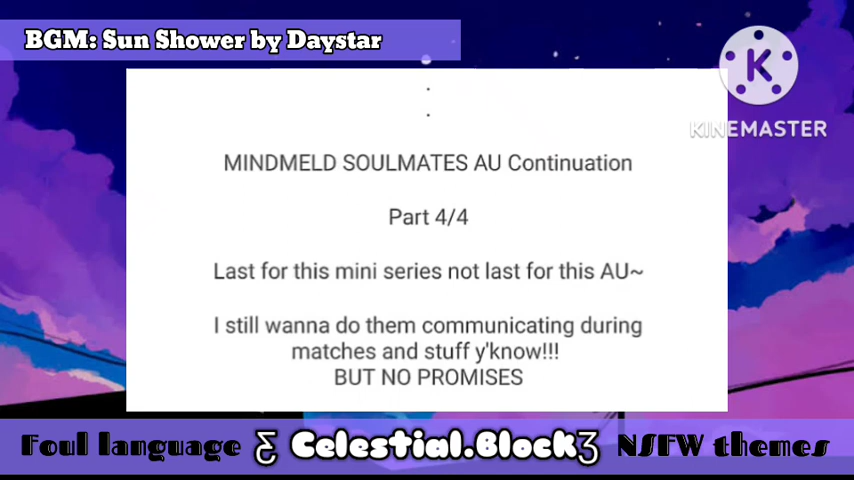 BGM: Sun Shower by Daystar
K
KINEMASTER
.
.
MINDMELD SOULMATES AU Continuation
Part 4/4
Last for this mini series not last for this AU~
I still wanna do them communicating during
matches and stuff y'know!!!
BUT NO PROMISES
Foul language ξ Celestial.Block3 NSFW themes